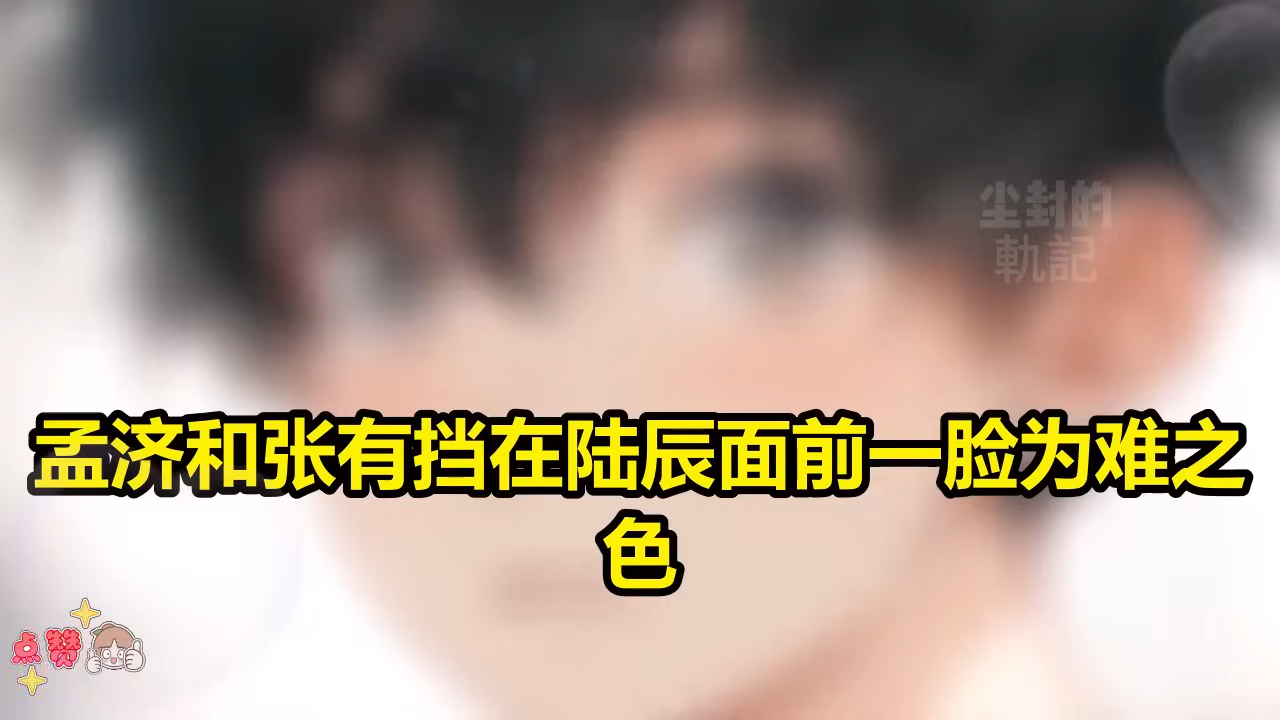 尘封的
軌記
孟济和张有挡在陆辰面前一脸为难之
色
点赞